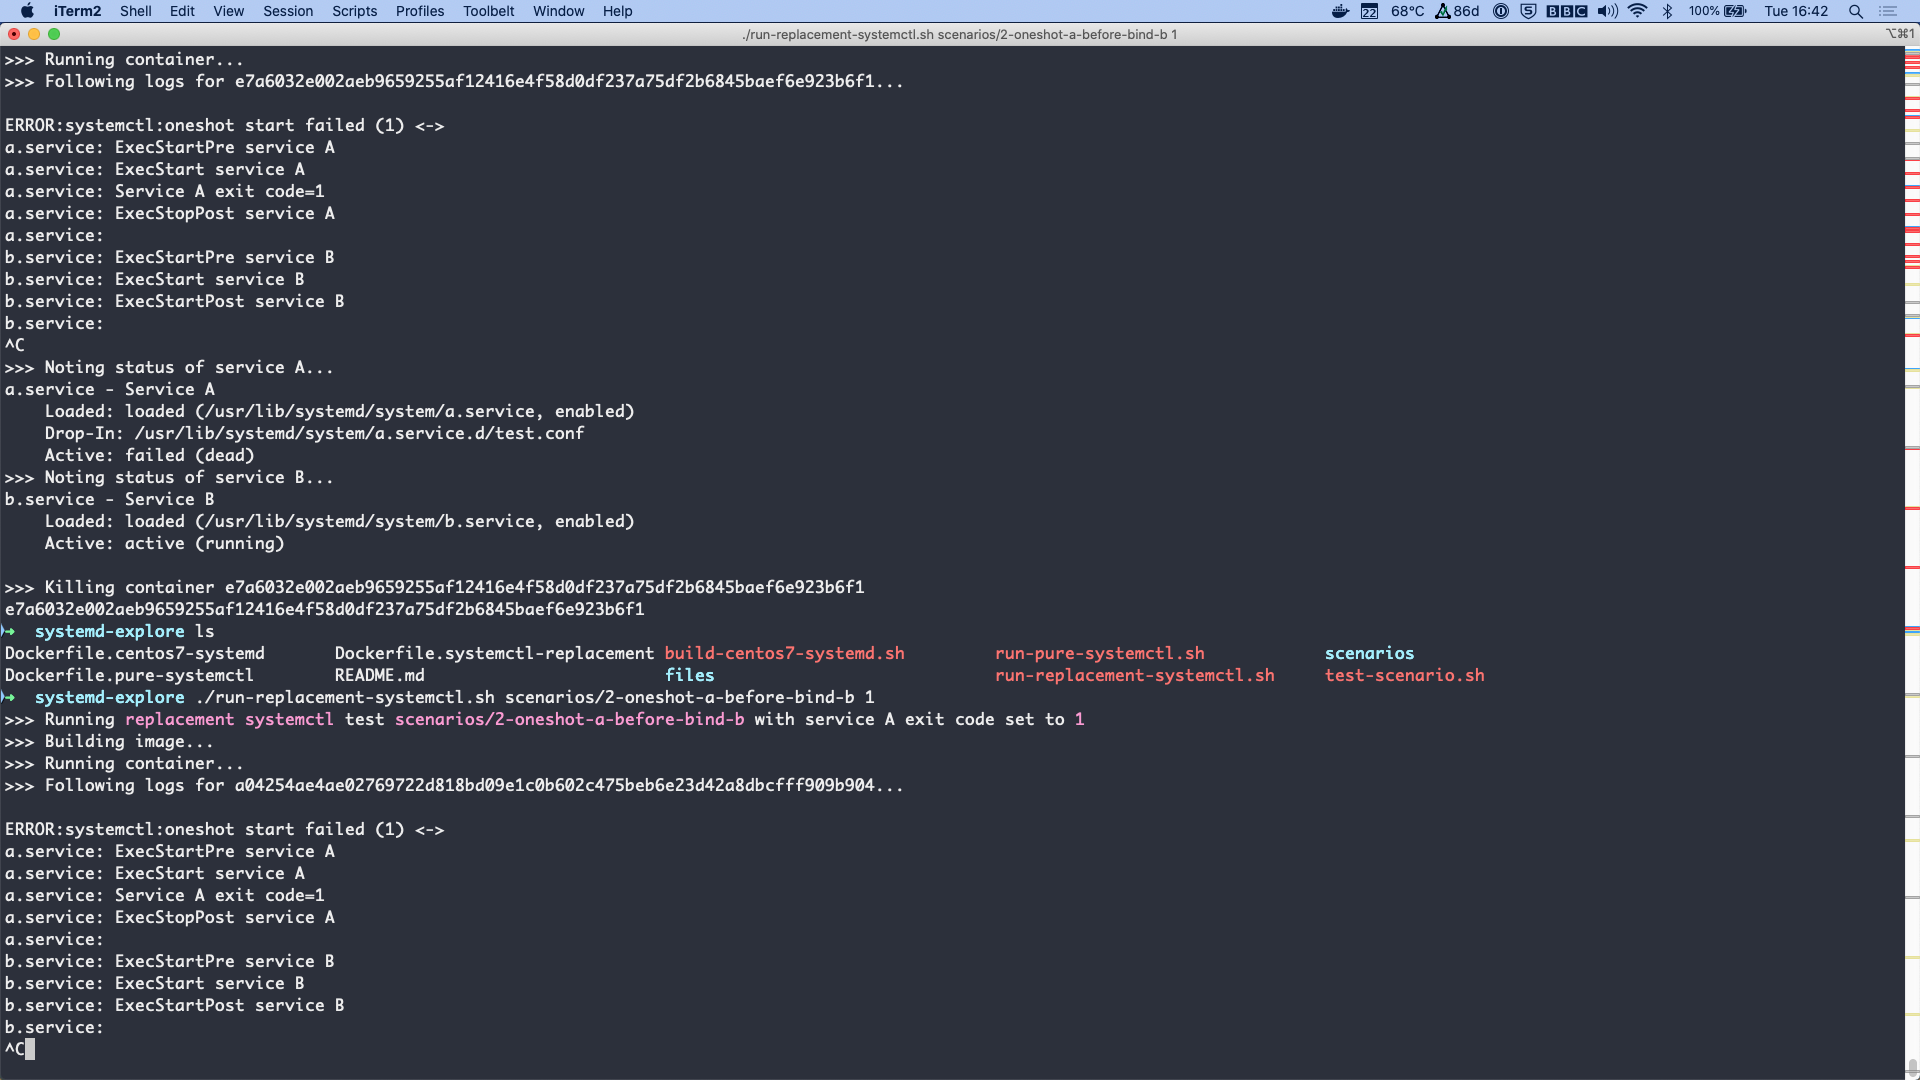 iTerm2 Shell Edit View Session Scripts Profiles Toolbelt Window Help 22 68°C 86d 5 BBC 100% Tue 16:42
./run-replacement-systemctl.sh scenarios/2-oneshot-a-before-bind-b 1 ⌥⌘1
>>> Running container...
>>> Following logs for e7a6032e002aeb9659255af12416e4f58d0df237a75df2b6845baef6e923b6f1...
ERROR:systemctl:oneshot start failed (1) <->
a.service: ExecStartPre service A
a.service: ExecStart service A
a.service: Service A exit code=1
a.service: ExecStopPost service A
a.service:
b.service: ExecStartPre service B
b.service: ExecStart service B
b.service: ExecStartPost service B
b.service:
^C
>>> Noting status of service A...
a.service - Service A
    Loaded: loaded (/usr/lib/systemd/system/a.service, enabled)
    Drop-In: /usr/lib/systemd/system/a.service.d/test.conf
    Active: failed (dead)
>>> Noting status of service B...
b.service - Service B
    Loaded: loaded (/usr/lib/systemd/system/b.service, enabled)
    Active: active (running)
>>> Killing container e7a6032e002aeb9659255af12416e4f58d0df237a75df2b6845baef6e923b6f1
e7a6032e002aeb9659255af12416e4f58d0df237a75df2b6845baef6e923b6f1
➜ systemd-explore ls
Dockerfile.centos7-systemd Dockerfile.systemctl-replacement build-centos7-systemd.sh run-pure-systemctl.sh scenarios
Dockerfile.pure-systemctl README.md files run-replacement-systemctl.sh test-scenario.sh
➜ systemd-explore ./run-replacement-systemctl.sh scenarios/2-oneshot-a-before-bind-b 1
>>> Running replacement systemctl test scenarios/2-oneshot-a-before-bind-b with service A exit code set to 1
>>> Building image...
>>> Running container...
>>> Following logs for a04254ae4ae02769722d818bd09e1c0b602c475beb6e23d42a8dbcfff909b904...
ERROR:systemctl:oneshot start failed (1) <->
a.service: ExecStartPre service A
a.service: ExecStart service A
a.service: Service A exit code=1
a.service: ExecStopPost service A
a.service:
b.service: ExecStartPre service B
b.service: ExecStart service B
b.service: ExecStartPost service B
b.service:
^C